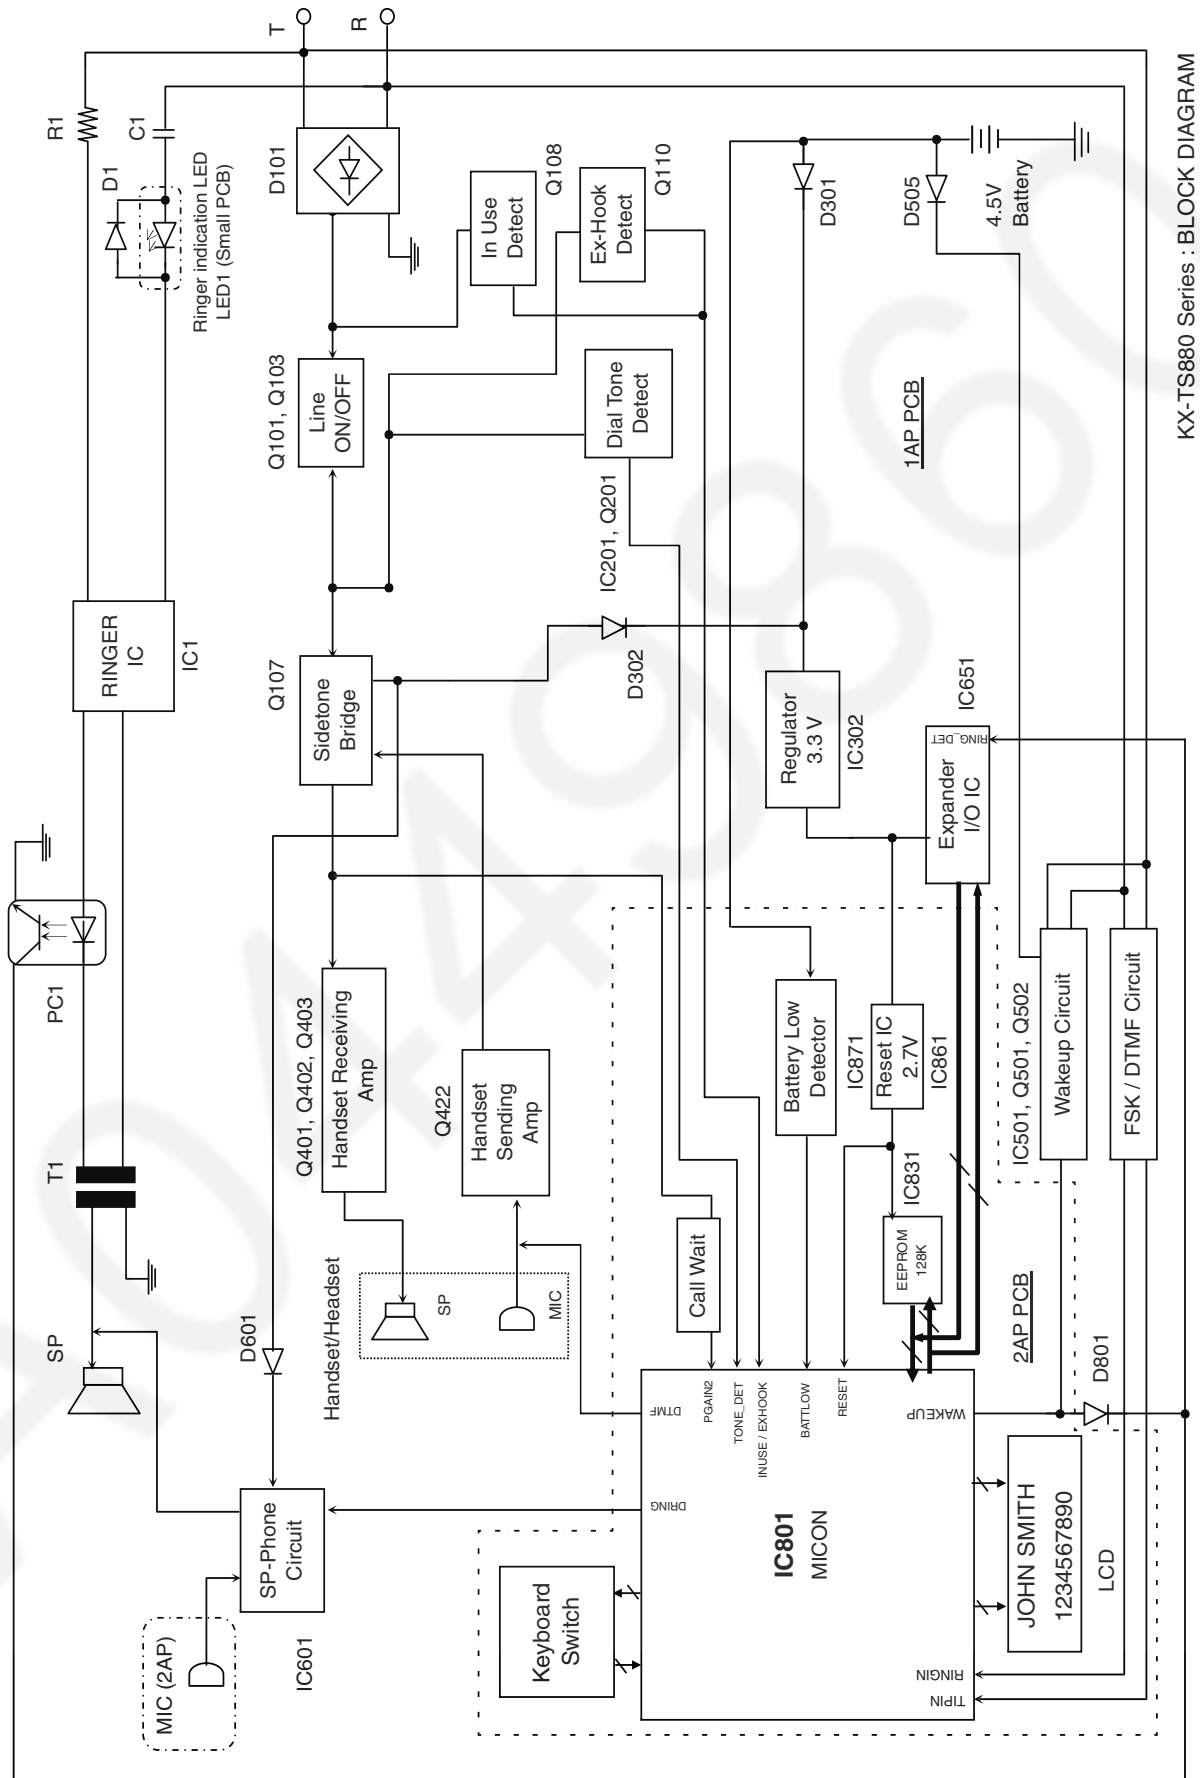 T
R
R1
C1
D1
Ringer indication LED
LED1 (Small PCB)
D101
In Use
Detect
Q108
Ex-Hook
Detect
Q110
D301
D505
4.5V
Battery
Q101, Q103
Line
ON/OFF
Dial Tone
Detect
IC201, Q201
1AP PCB
KX-TS880 Series : BLOCK DIAGRAM
RINGER
IC
IC1
Q107
Sidetone
Bridge
D302
Regulator
3.3 V
IC302
IC651
RING_DET
Expander
I/O IC
PC1
T1
Q401, Q402, Q403
Handset Receiving
Amp
Q422
Handset
Sending
Amp
Battery Low
Detector
IC871
Reset IC
2.7V
IC861
IC501, Q501, Q502
Wakeup Circuit
FSK / DTMF Circuit
IC831
EEPROM
128K
Call Wait
2AP PCB
SP
D601
Handset/Headset
SP
MIC
D801
DTMF
PGAIN2
TONE_DET
INUSE / EXHOOK
BATTLOW
RESET
WAKEUP
DRING
IC801
MICON
SP-Phone
Circuit
IC601
MIC (2AP)
Keyboard
Switch
JOHN SMITH
1234567890
LCD
RINGIN
TIPIN